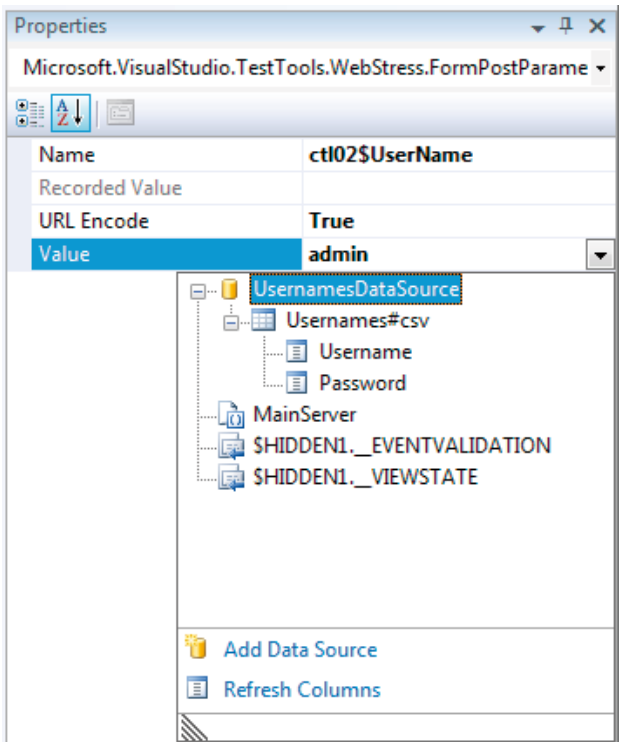 Properties
Microsoft.VisualStudio.TestTools.WebStress.FormPostParame
Name ctl02$UserName
Recorded Value
URL Encode True
Value admin
UsernamesDataSource
Usernames#csv
Username
Password
MainServer
$HIDDEN1.__EVENTVALIDATION
$HIDDEN1.__VIEWSTATE
Add Data Source
Refresh Columns